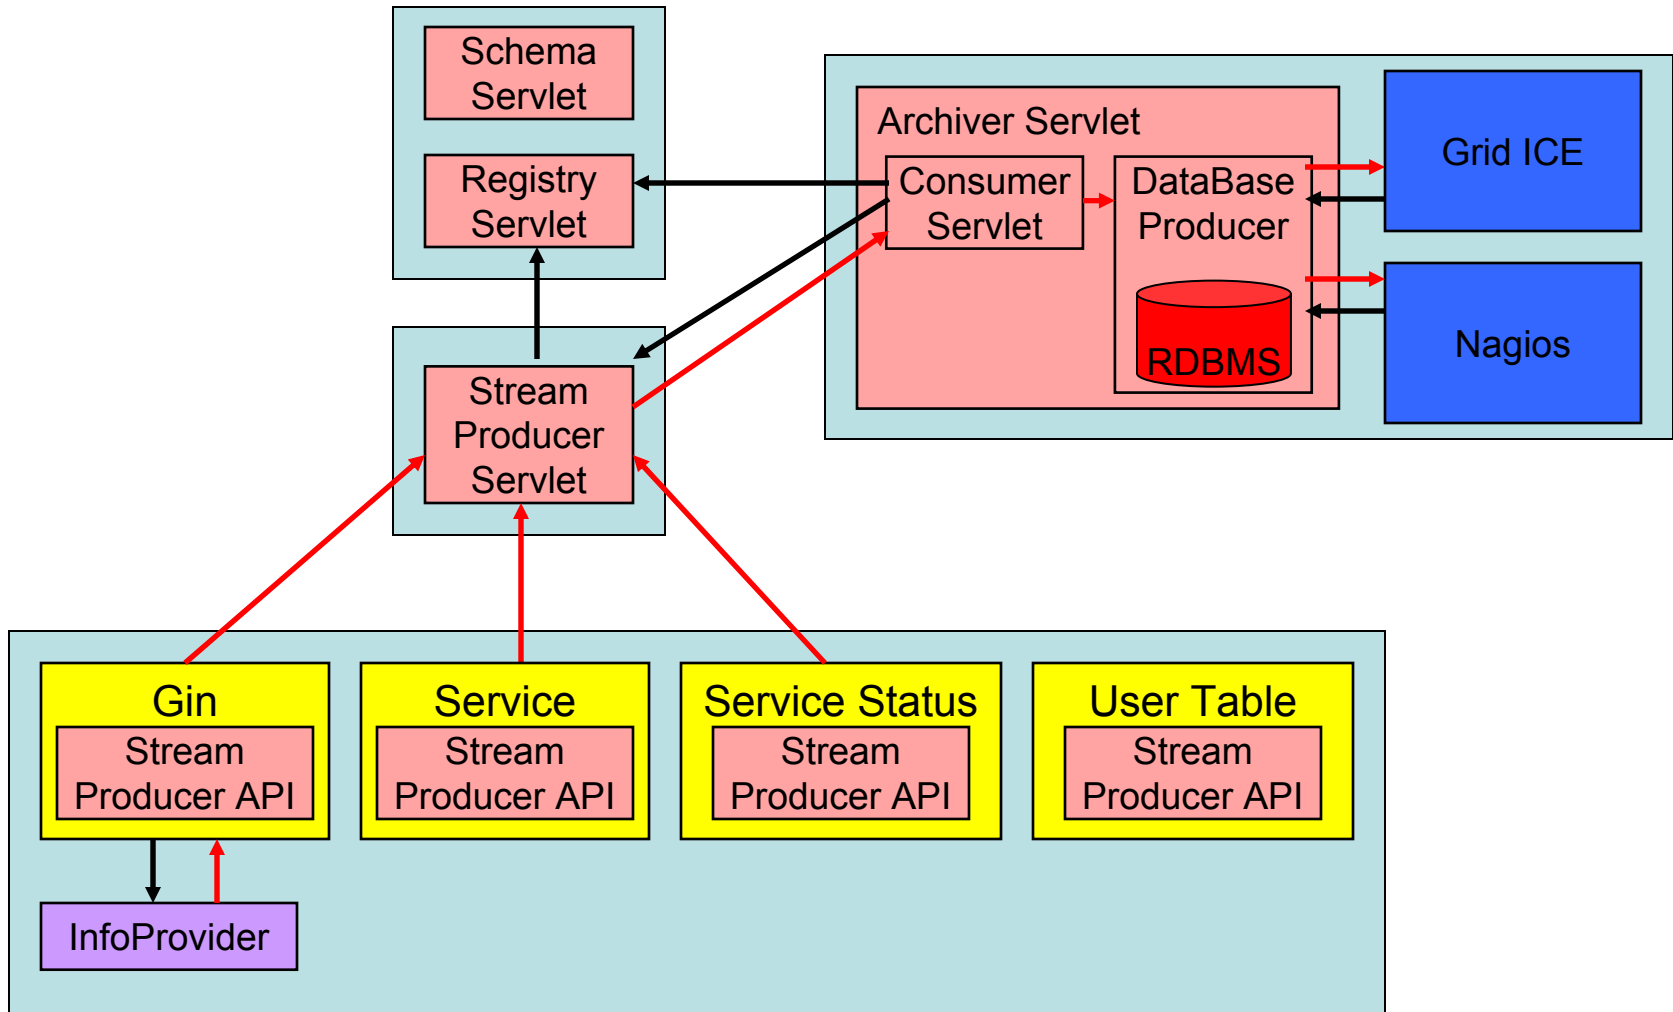 Schema
Servlet
Registry
Servlet
Archiver Servlet
Consumer
Servlet
DataBase
Producer
RDBMS
Grid ICE
Nagios
Stream
Producer
Servlet
Gin
Stream
Producer API
Service
Stream
Producer API
Service Status
Stream
Producer API
User Table
Stream
Producer API
InfoProvider